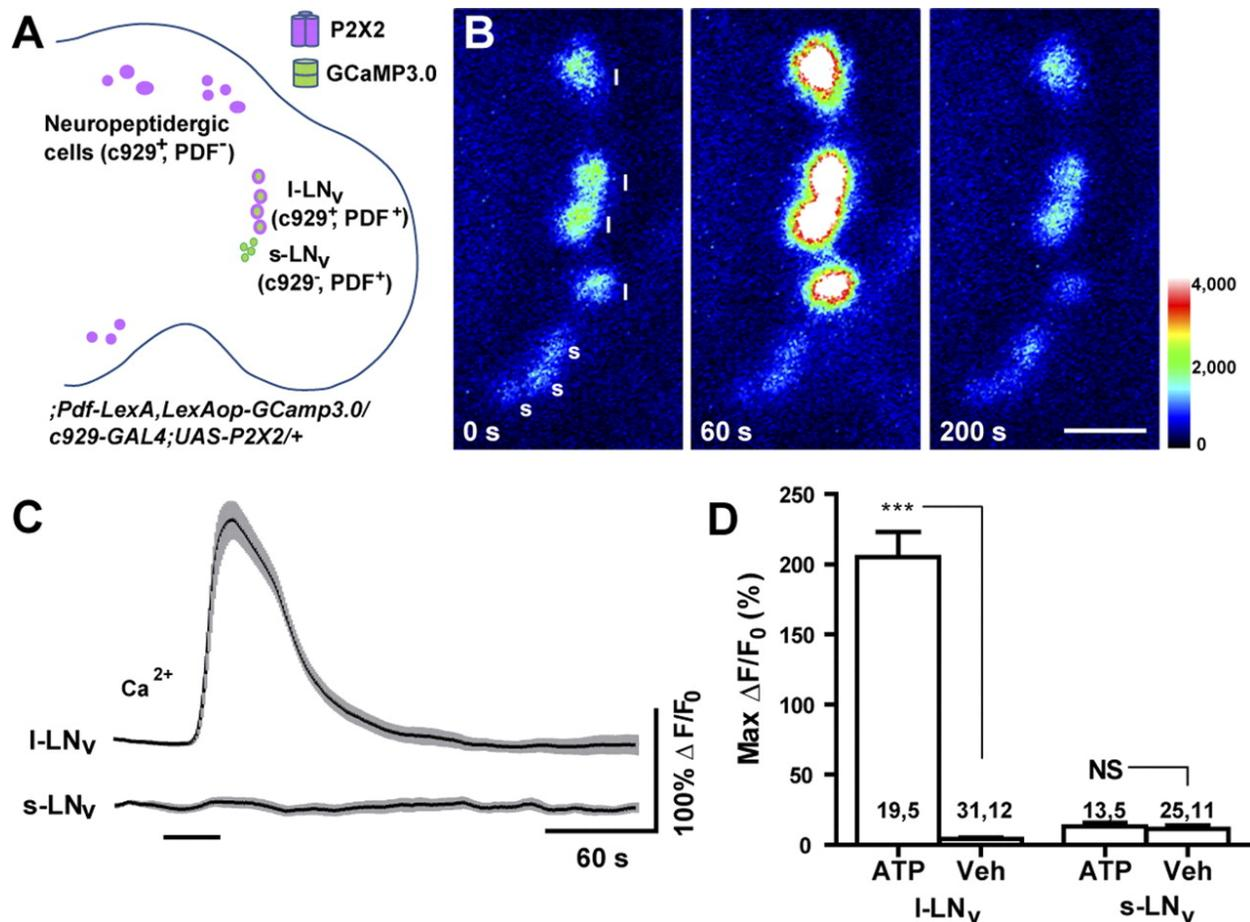 A
P2X2
GCaMP3.0
Neuropeptidergic
cells (c929⁺, PDF⁻)
l-LNᵥ
(c929⁺, PDF⁺)
s-LNᵥ
(c929⁻, PDF⁺)
;Pdf-LexA,LexAop-GCamp3.0/
c929-GAL4;UAS-P2X2/+
B
l
l
l
l
s
s
s
0 s
60 s
200 s
4,000
2,000
0
C
Ca²⁺
l-LNᵥ
s-LNᵥ
100% Δ F/F₀
60 s
D
Max ΔF/F₀ (%)
250
200
150
100
50
0
***
NS
19,5
31,12
13,5
25,11
ATP
Veh
ATP
Veh
l-LNᵥ
s-LNᵥ